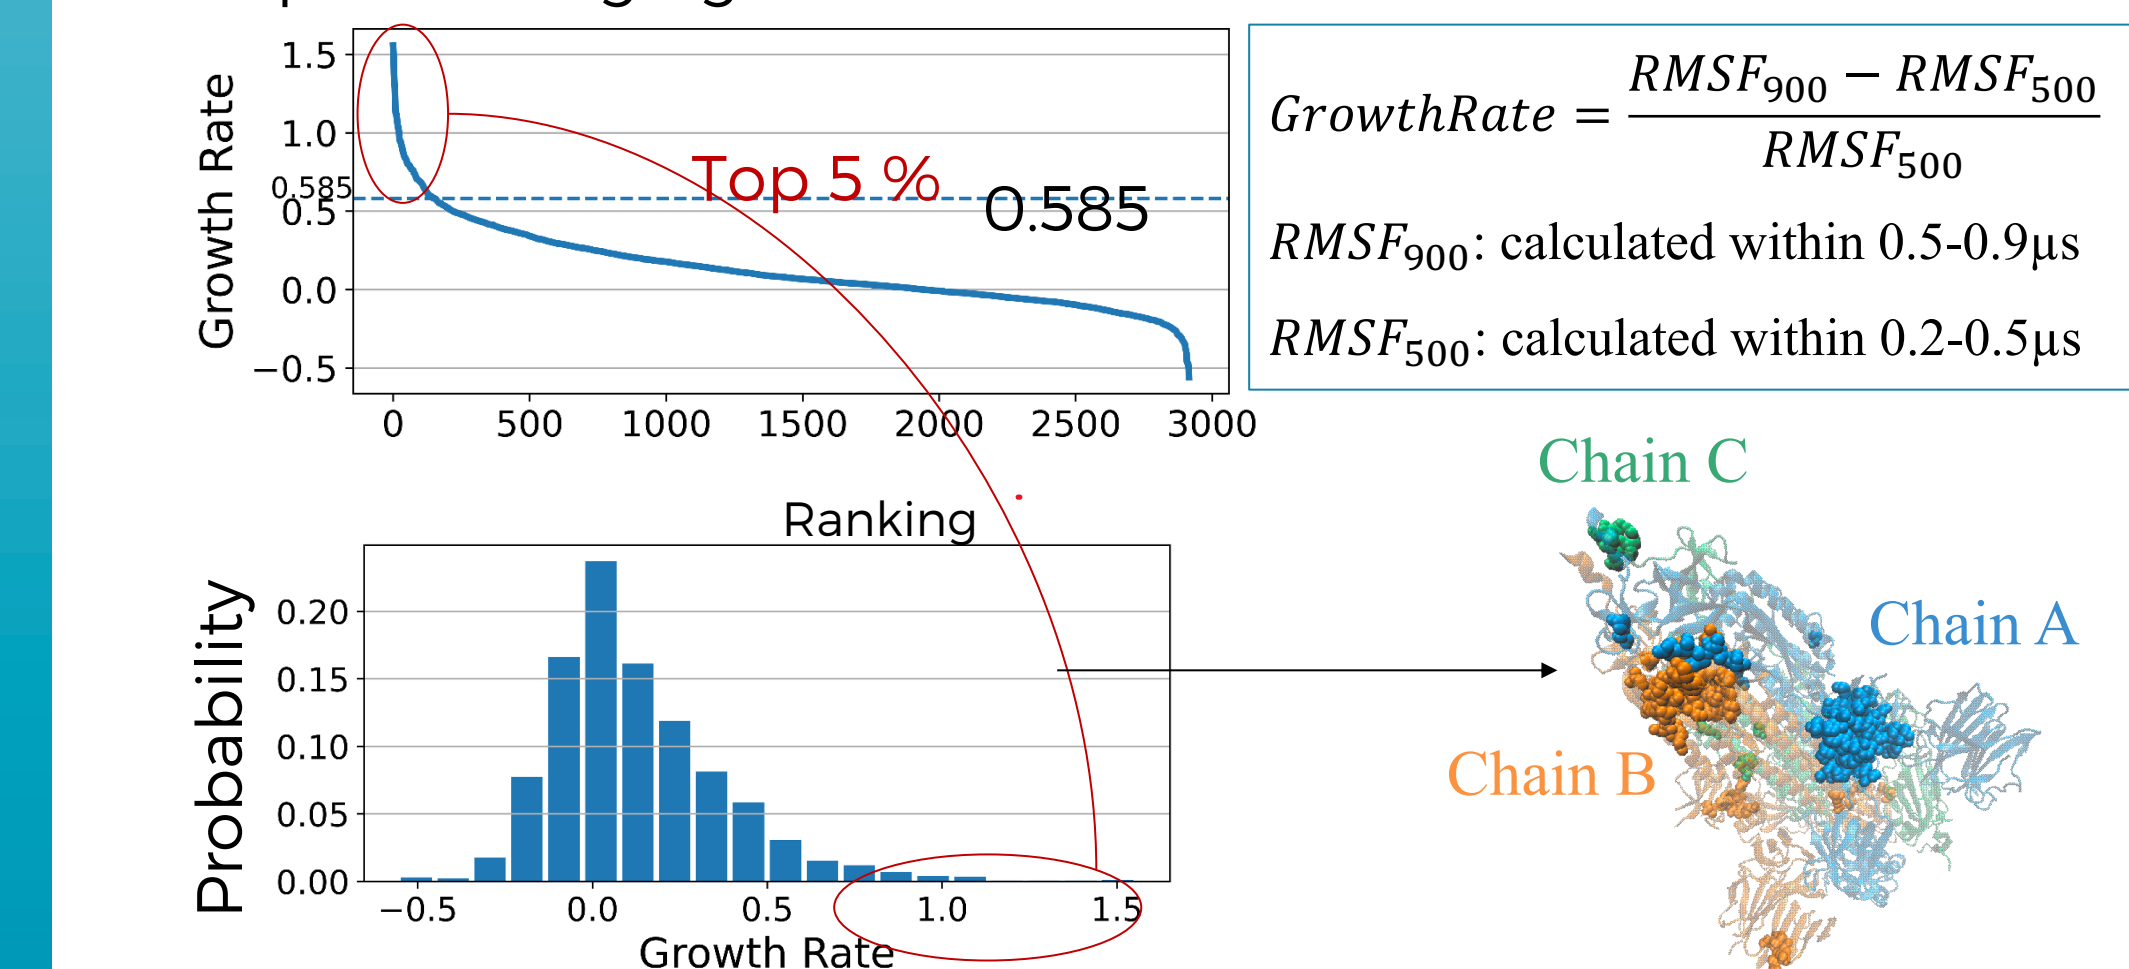 1.5
1.0
0.585
0.5
0.0
−0.5
Growth Rate
Top 5 %
0.585
0 500 1000 1500 2000 2500 3000
Ranking
GrowthRate = RMSF₉₀₀ − RMSF₅₀₀
RMSF₅₀₀
RMSF₉₀₀: calculated within 0.5-0.9µs
RMSF₅₀₀: calculated within 0.2-0.5µs
Probability
0.20
0.15
0.10
0.05
0.00
−0.5 0.0 0.5 1.0 1.5
Growth Rate
Chain C
Chain A
Chain B